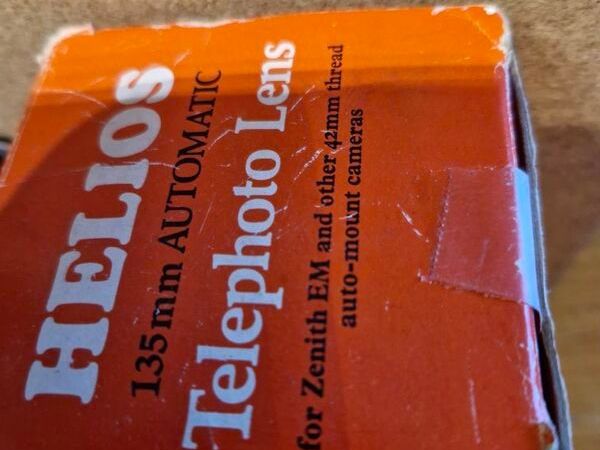 HELIOS
135mm AUTOMATIC
Telephoto Lens
for Zenith EM and other 42mm thread
auto-mount cameras